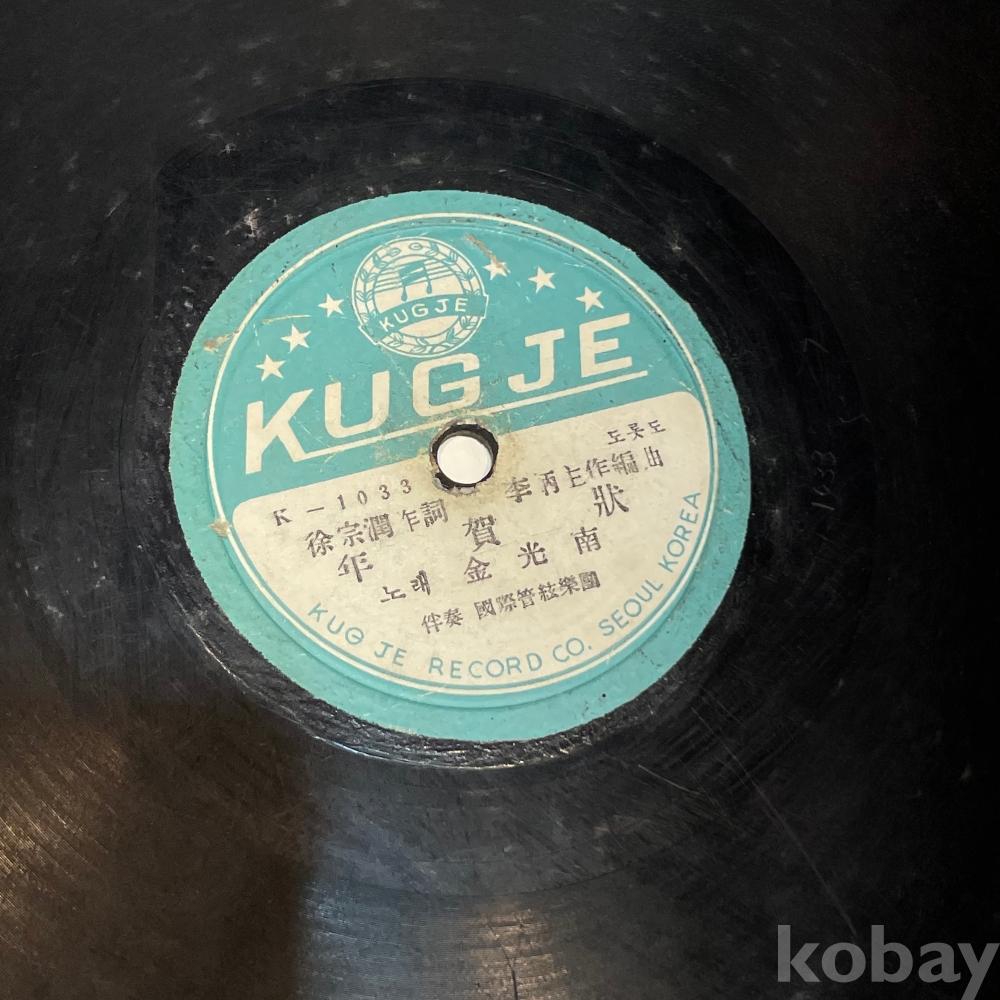 KUGJE
KUGJE
K-1033 도롯도
徐宗潤 作詞 李丙主 作編曲
年賀狀
노래 金光南
伴奏 國際管絃樂團
KUG JE RECORD CO. SEOUL KOREA
kobay